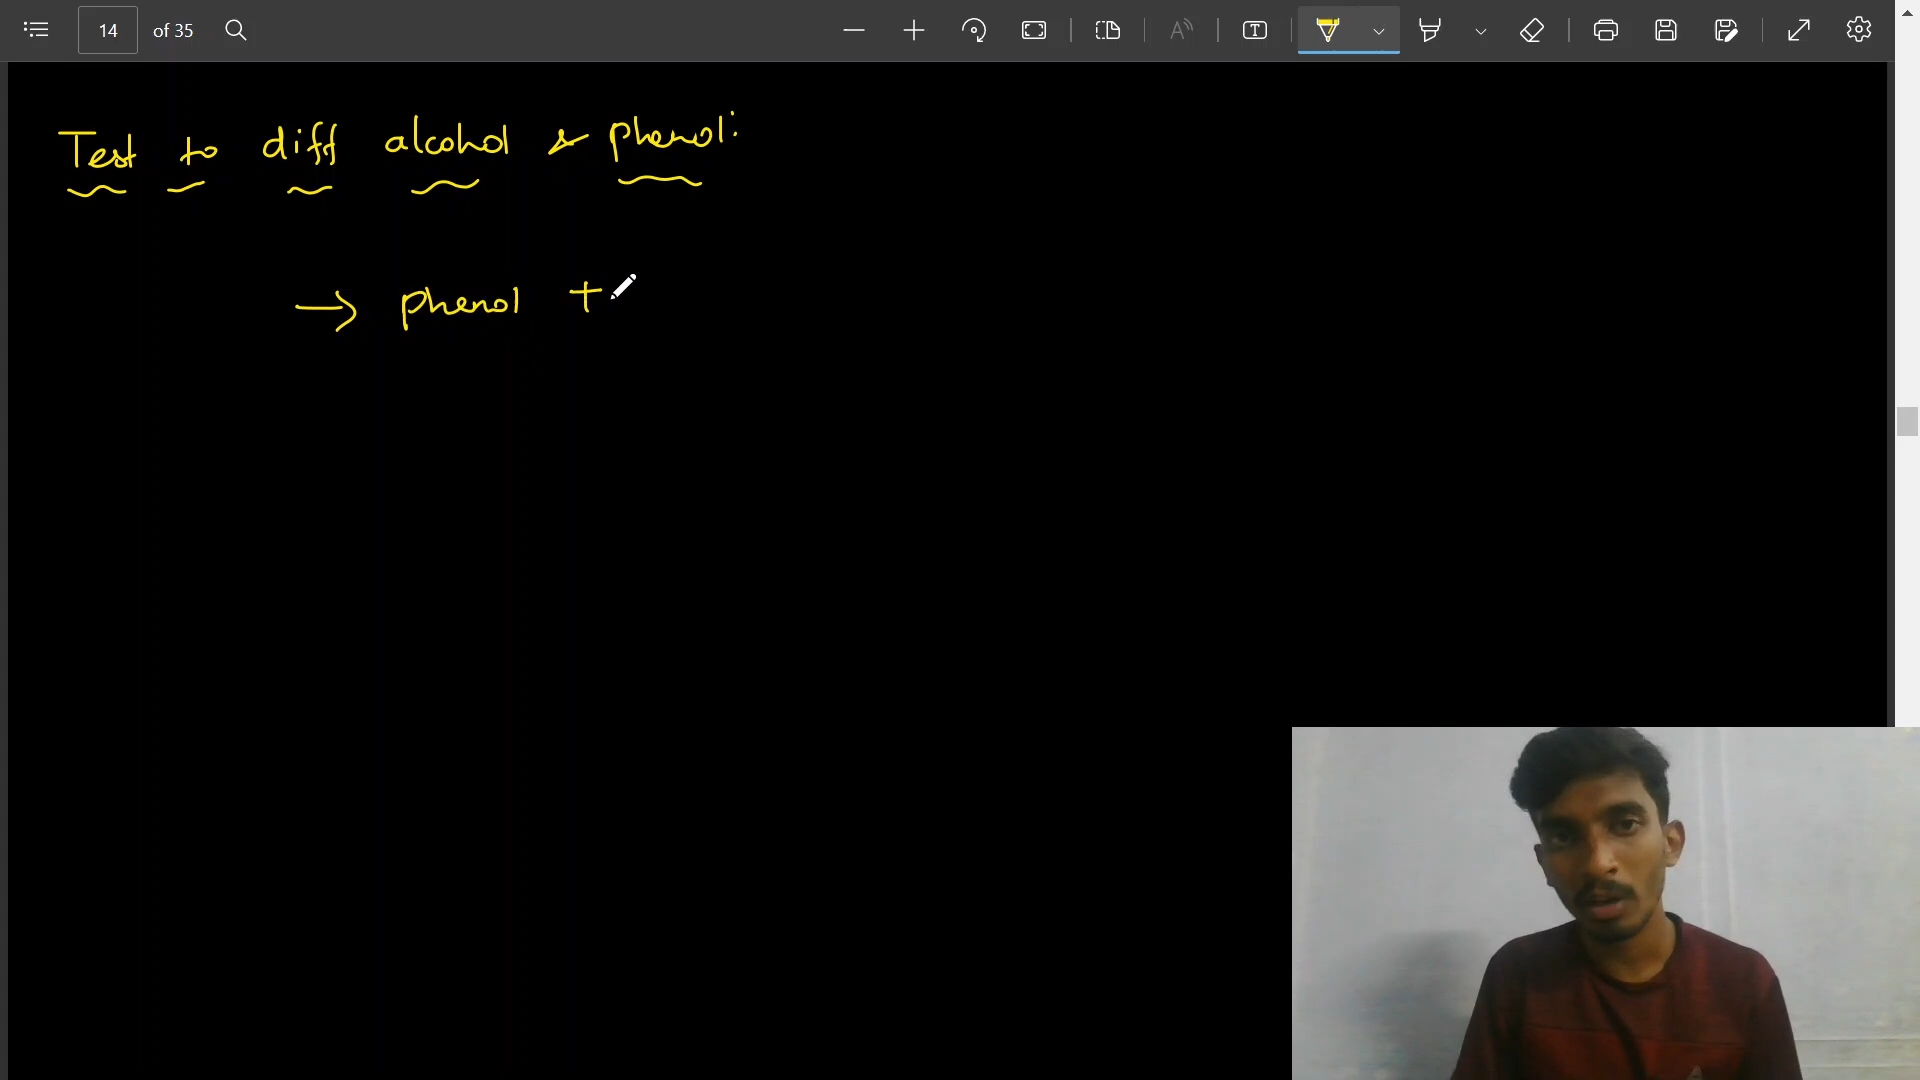 14 of 35
Test to diff alcohol & phenol:
→ phenol +